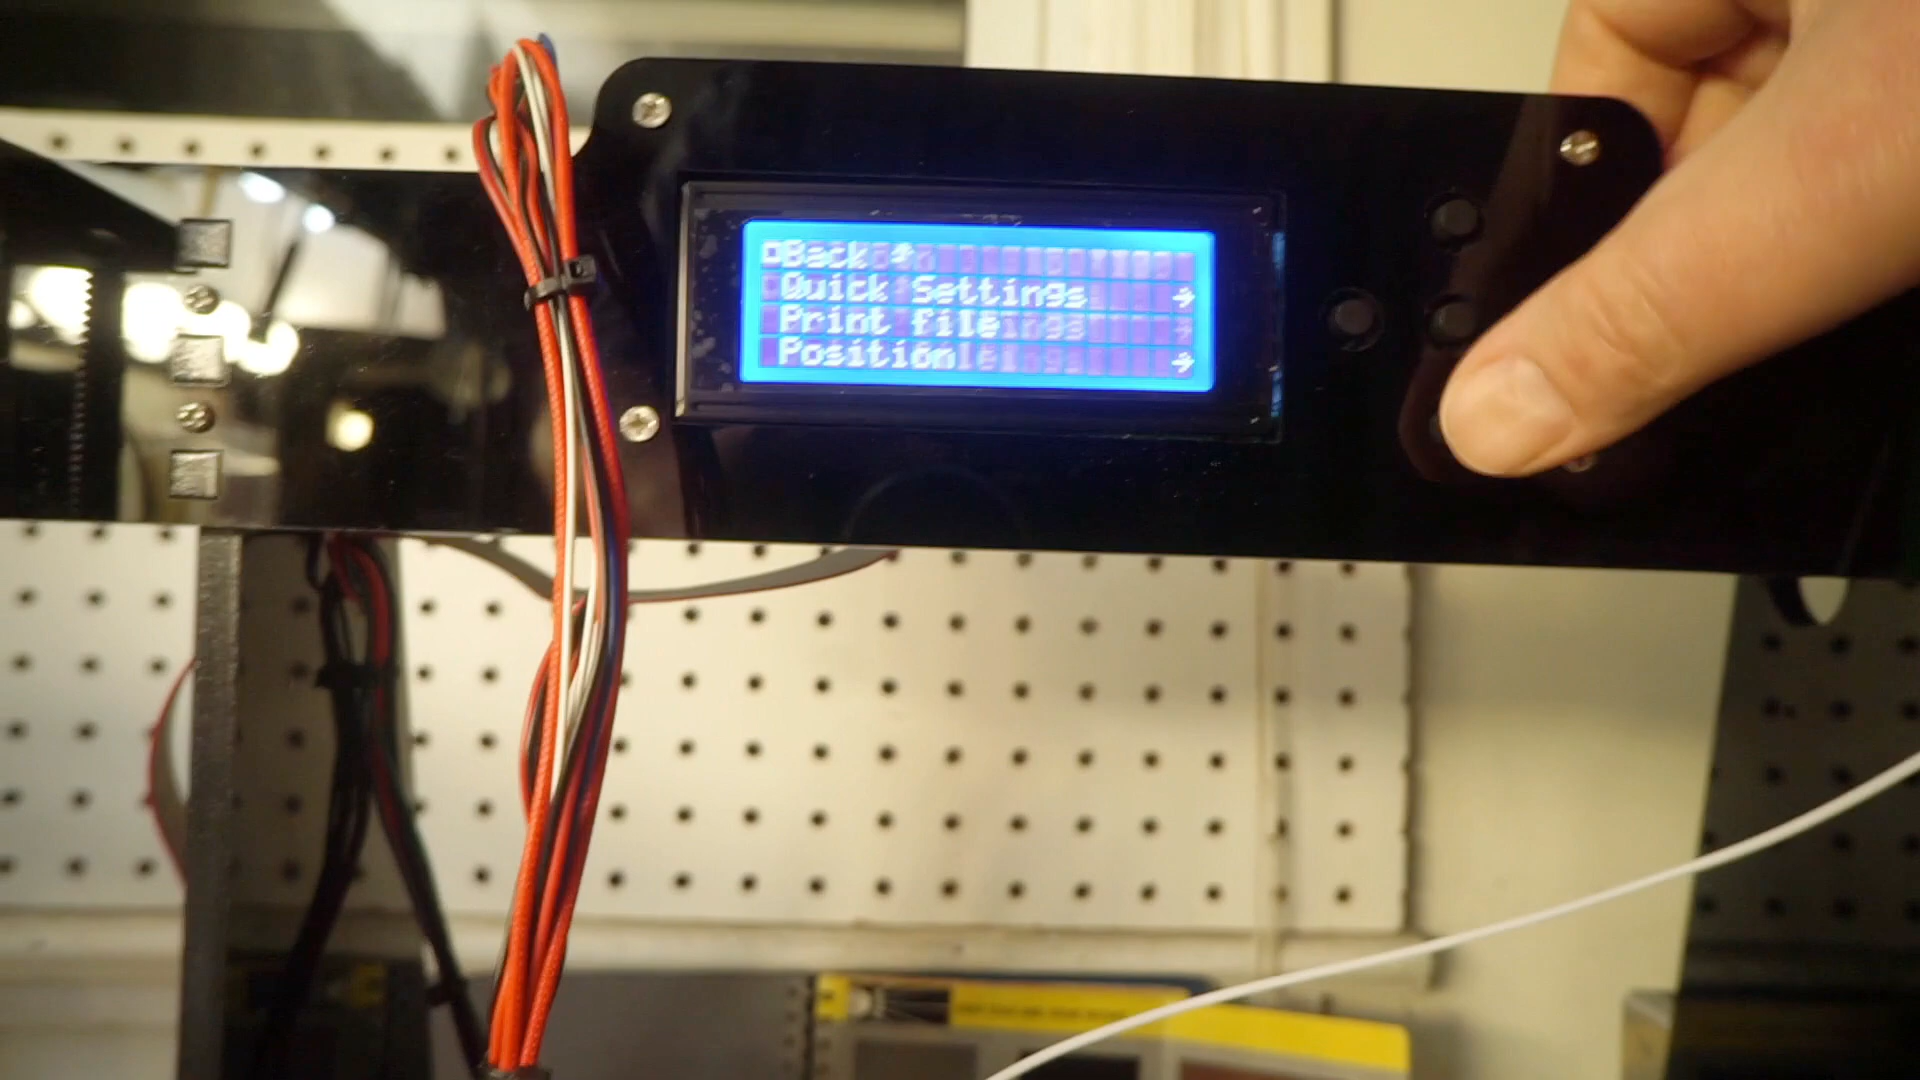 Back
Quick Settings →
Print file
Position →